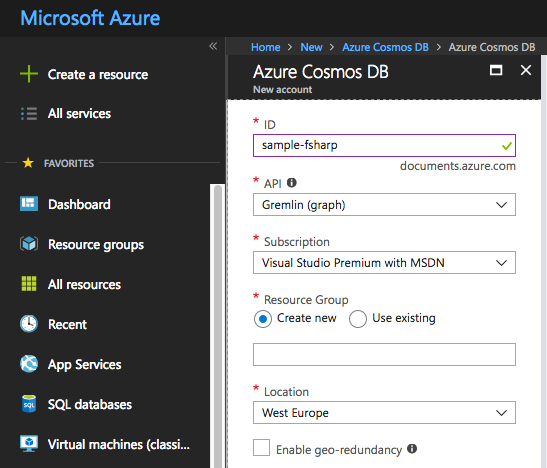 Microsoft Azure
Home > New > Azure Cosmos DB > Azure Cosmos DB
Create a resource
All services
FAVORITES
Dashboard
Resource groups
All resources
Recent
App Services
SQL databases
Virtual machines (classi...
Azure Cosmos DB
New account
* ID
sample-fsharp
documents.azure.com
* API
Gremlin (graph)
* Subscription
Visual Studio Premium with MSDN
* Resource Group
Create new Use existing
* Location
West Europe
Enable geo-redundancy